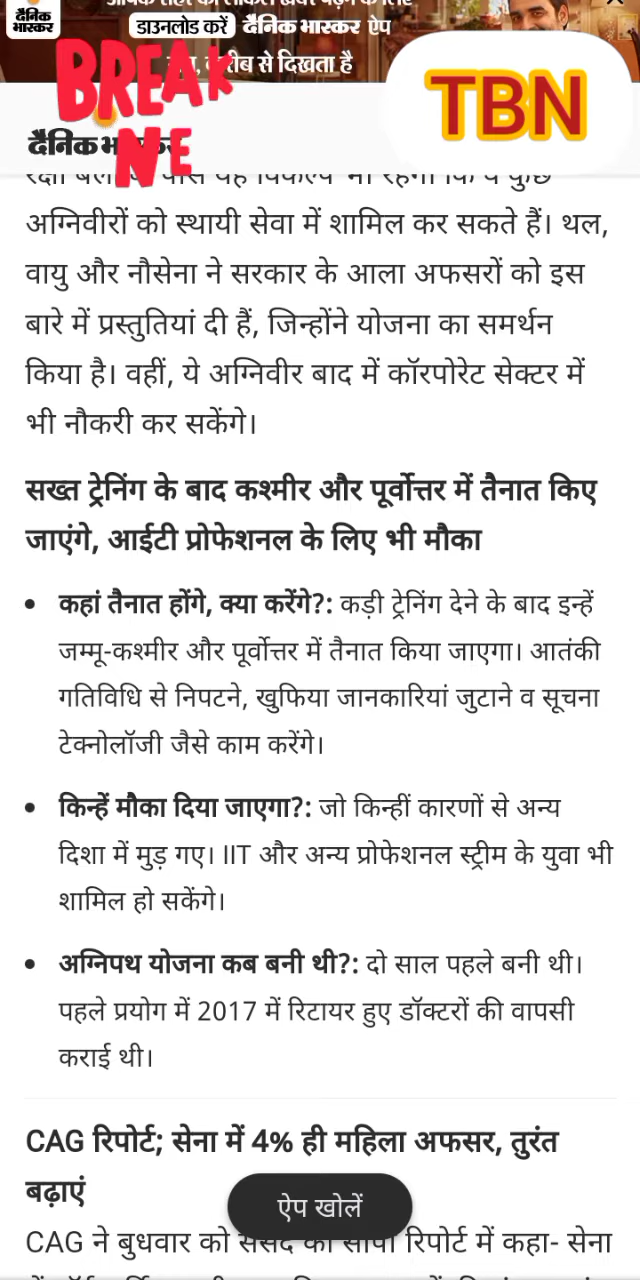 दैनिक
भास्कर
डाउनलोड करें दैनिक भास्कर ऐप
से दिखता है
BREAK
NE
TBN
दैनिक
अग्निवीरों को स्थायी सेवा में शामिल कर सकते हैं। थल,
वायु और नौसेना ने सरकार के आला अफसरों को इस
बारे में प्रस्तुतियां दी हैं, जिन्होंने योजना का समर्थन
किया है। वहीं, ये अग्निवीर बाद में कॉरपोरेट सेक्टर में
भी नौकरी कर सकेंगे।
सख्त ट्रेनिंग के बाद कश्मीर और पूर्वोत्तर में तैनात किए
जाएंगे, आईटी प्रोफेशनल के लिए भी मौका
• कहां तैनात होंगे, क्या करेंगे?: कड़ी ट्रेनिंग देने के बाद इन्हें
जम्मू-कश्मीर और पूर्वोत्तर में तैनात किया जाएगा। आतंकी
गतिविधि से निपटने, खुफिया जानकारियां जुटाने व सूचना
टेक्नोलॉजी जैसे काम करेंगे।
• किन्हें मौका दिया जाएगा?: जो किन्हीं कारणों से अन्य
दिशा में मुड़ गए। IIT और अन्य प्रोफेशनल स्ट्रीम के युवा भी
शामिल हो सकेंगे।
• अग्निपथ योजना कब बनी थी?: दो साल पहले बनी थी।
पहले प्रयोग में 2017 में रिटायर हुए डॉक्टरों की वापसी
कराई थी।
CAG रिपोर्ट; सेना में 4% ही महिला अफसर, तुरंत
बढ़ाएं
ऐप खोलें
CAG ने बुधवार को संसद को सौंपी रिपोर्ट में कहा- सेना